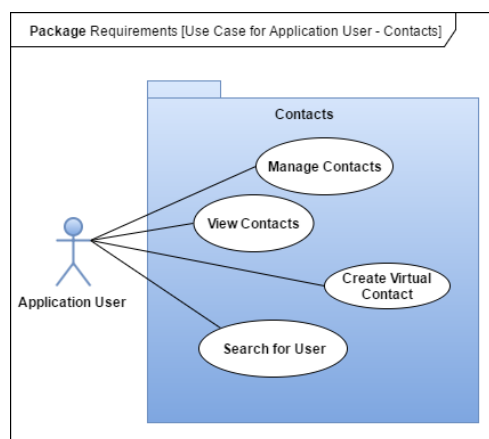 Package Requirements [Use Case for Application User - Contacts]
Contacts
Manage Contacts
View Contacts
Create Virtual
Contact
Application User
Search for User